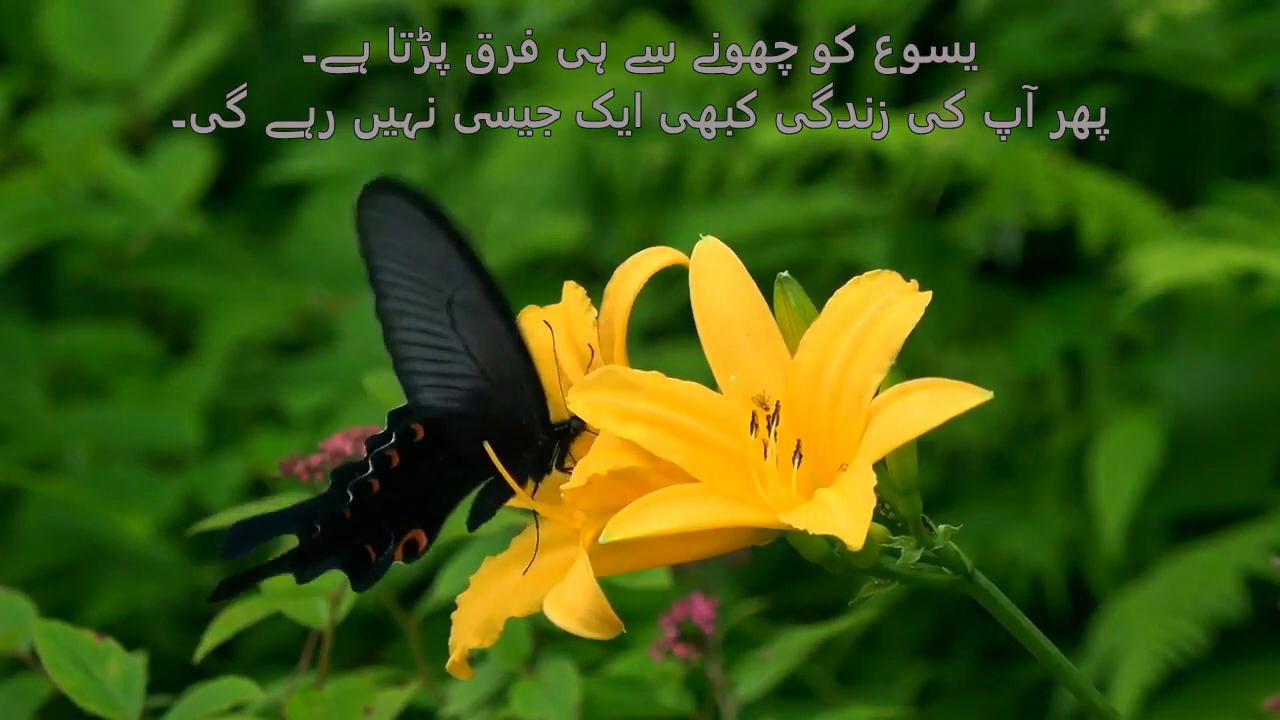 یسوع کو چھونے سے ہی فرق پڑتا ہے۔
پھر آپ کی زندگی کبھی ایک جیسی نہیں رہے گی۔